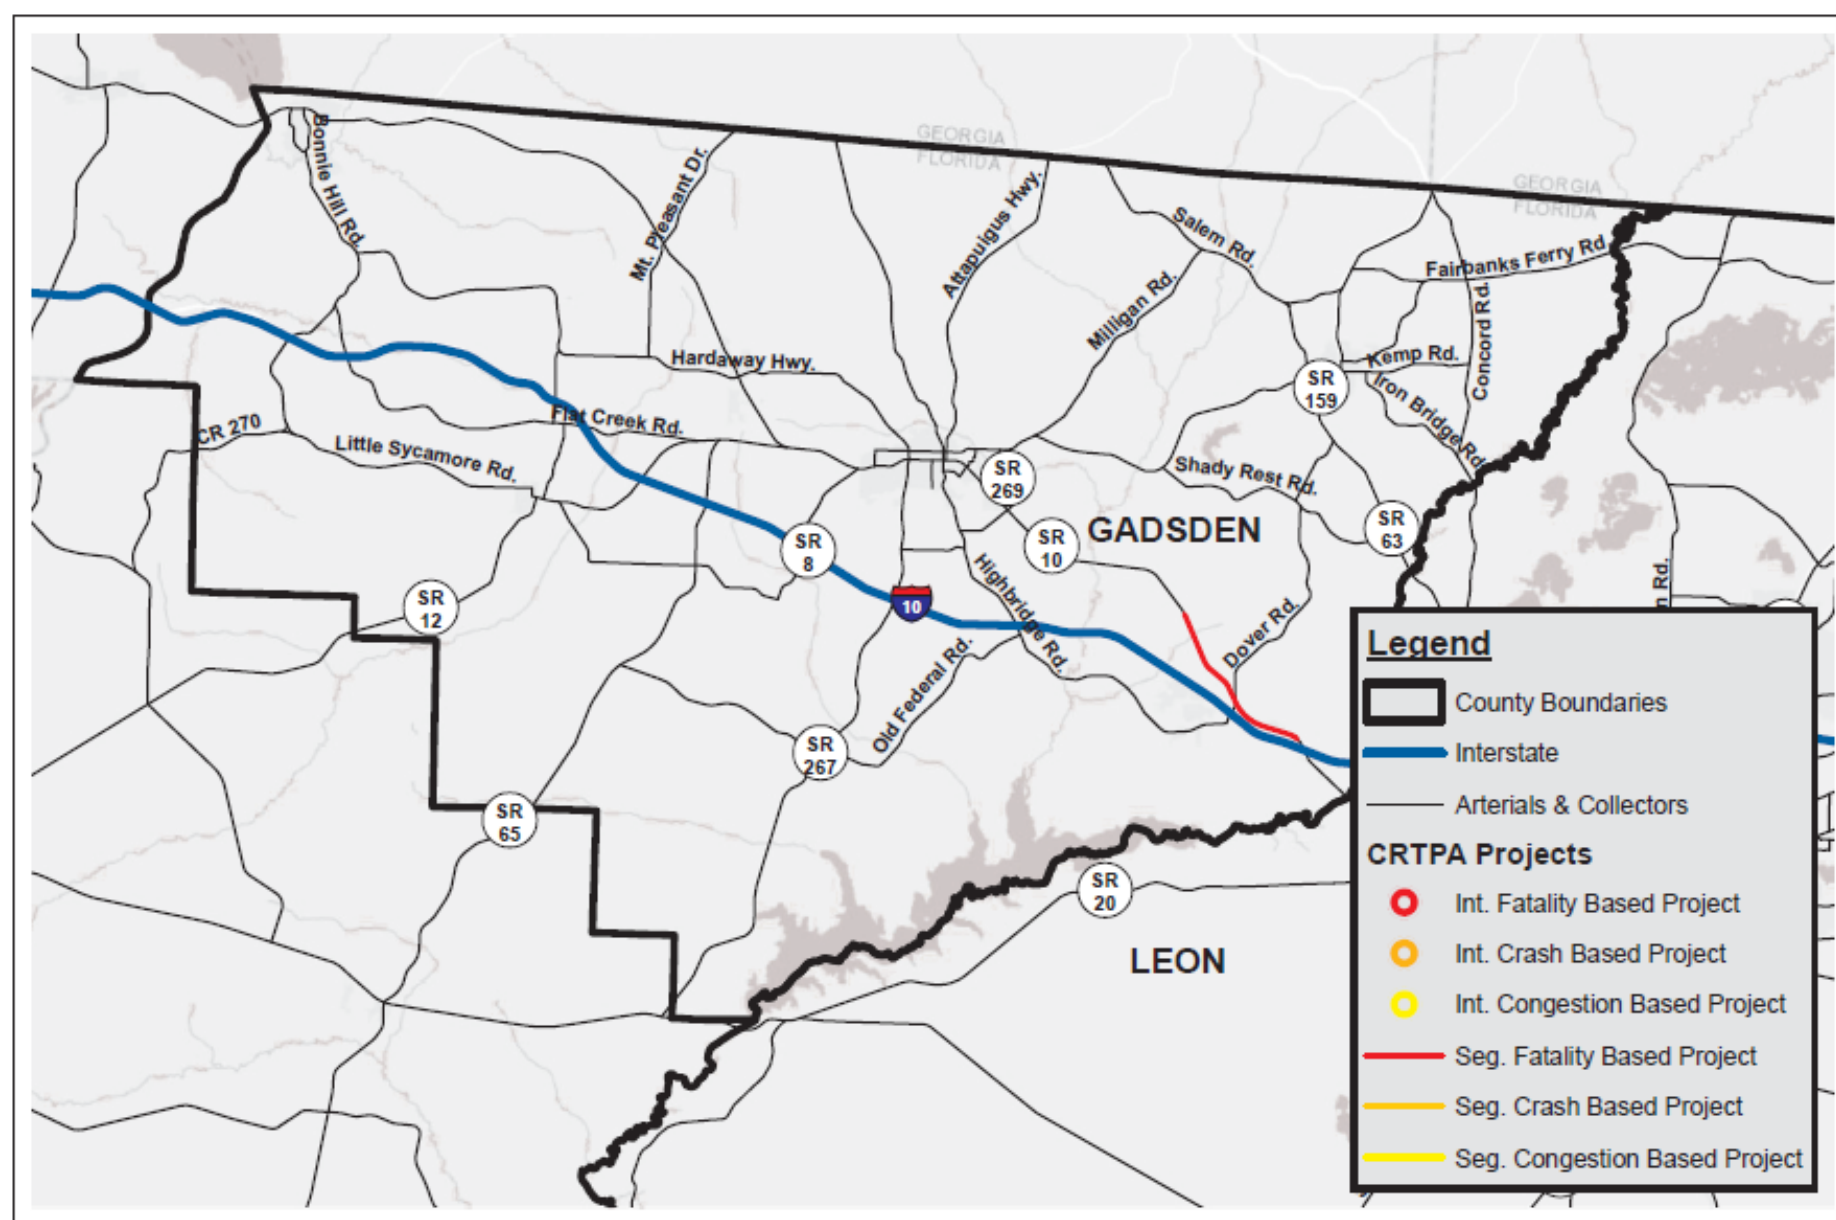 GEORGIA
FLORIDA
GEORGIA
FLORIDA
Bonnie Hill Rd.
Mt. Pleasant Dr.
Attapuigus Hwy.
Salem Rd.
Fairbanks Ferry Rd
Milligan Rd.
Concord Rd.
Hardaway Hwy.
Kemp Rd.
SR
159
Iron Bridge Rd.
Flat Creek Rd.
CR 270
Little Sycamore Rd.
SR
269
Shady Rest Rd.
SR
8
SR
10
GADSDEN
SR
63
SR
12
10
Highbridge Rd.
Dover Rd.
Old Federal Rd.
SR
267
SR
65
SR
20
LEON
Rd.
Legend
County Boundaries
Interstate
Arterials & Collectors
CRTPA Projects
Int. Fatality Based Project
Int. Crash Based Project
Int. Congestion Based Project
Seg. Fatality Based Project
Seg. Crash Based Project
Seg. Congestion Based Project